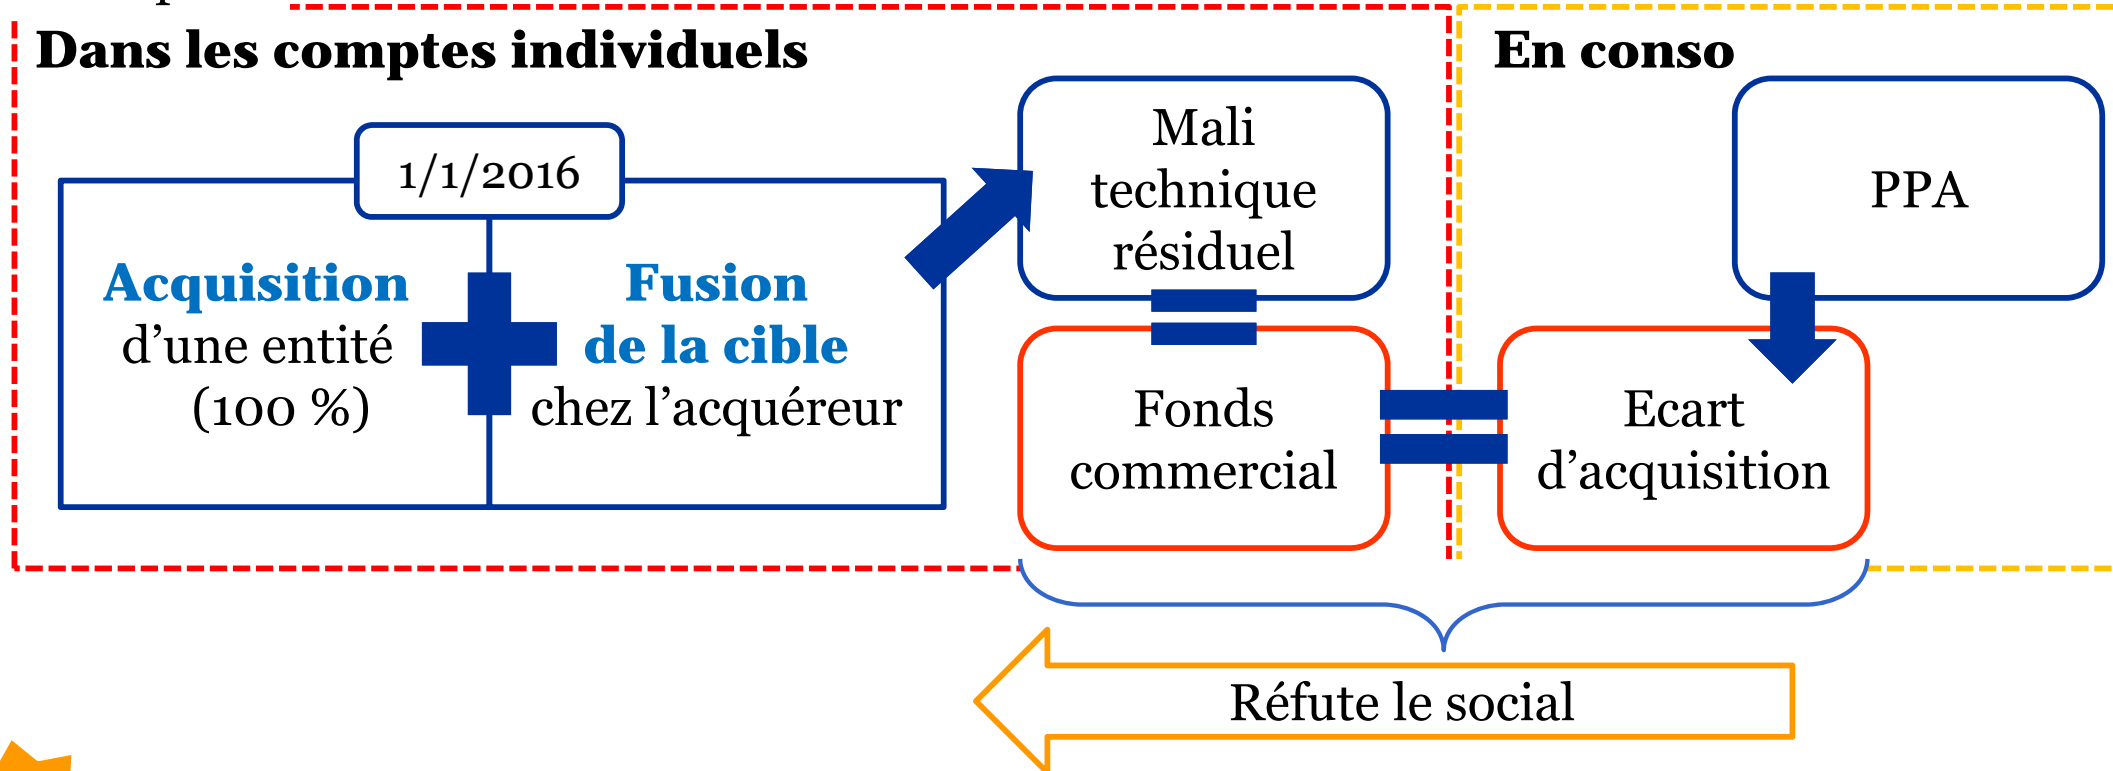 Dans les comptes individuels
En conso
1/1/2016
Acquisition
d’une entité
(100 %)
Fusion
de la cible
chez l’acquéreur
Mali
technique
résiduel
Fonds
commercial
PPA
Ecart
d’acquisition
Réfute le social